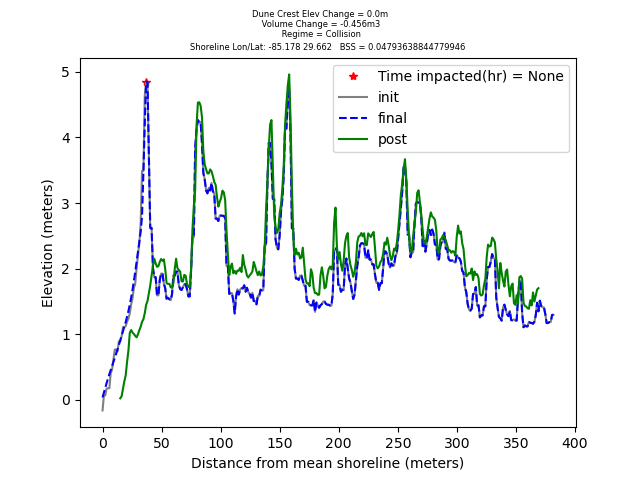 Dune Crest Elev Change = 0.0m
Volume Change = -0.456m3
Regime = Collision
Shoreline Lon/Lat: -85.178 29.662 BSS = 0.04793638844779946
Time impacted(hr) = None
init
final
post
5
4
3
2
1
0
Elevation (meters)
0 50 100 150 200 250 300 350 400
Distance from mean shoreline (meters)